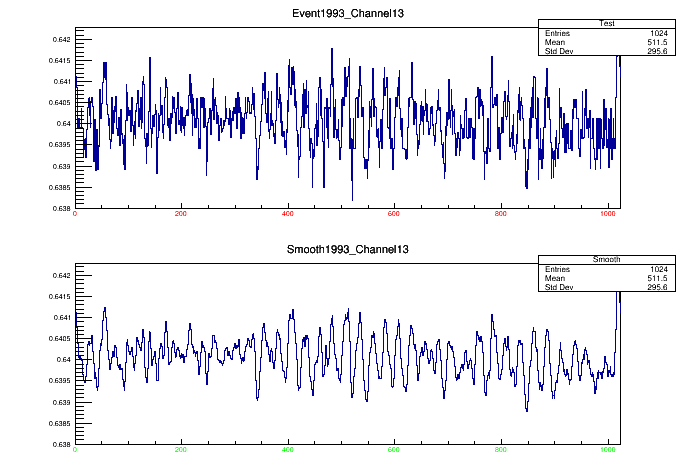 Event1993_Channel13
Test
Entries 1024
Mean 511.5
Std Dev 295.6
0.642
0.6415
0.641
0.6405
0.64
0.6395
0.639
0.6385
0.638
0 200 400 600 800 1000
Smooth1993_Channel13
Smooth
Entries 1024
Mean 511.5
Std Dev 295.6
0.642
0.6415
0.641
0.6405
0.64
0.6395
0.639
0.6385
0.638
0 200 400 600 800 1000